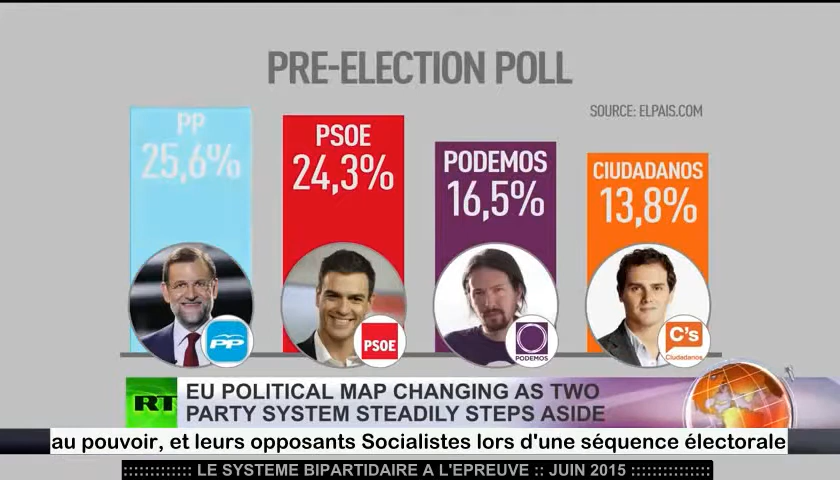 PRE-ELECTION POLL
SOURCE: ELPAIS.COM
PP
25,6%
PSOE
24,3%
PODEMOS
16,5%
CIUDADANOS
13,8%
PP
PSOE
PODEMOS
C's
Ciudadanos
RT
EU POLITICAL MAP CHANGING AS TWO
PARTY SYSTEM STEADILY STEPS ASIDE
au pouvoir, et leurs opposants Socialistes lors d'une séquence électorale
:::::::::::: LE SYSTEME BIPARTIDAIRE A L'EPREUVE :: JUIN 2015 ::::::::::::